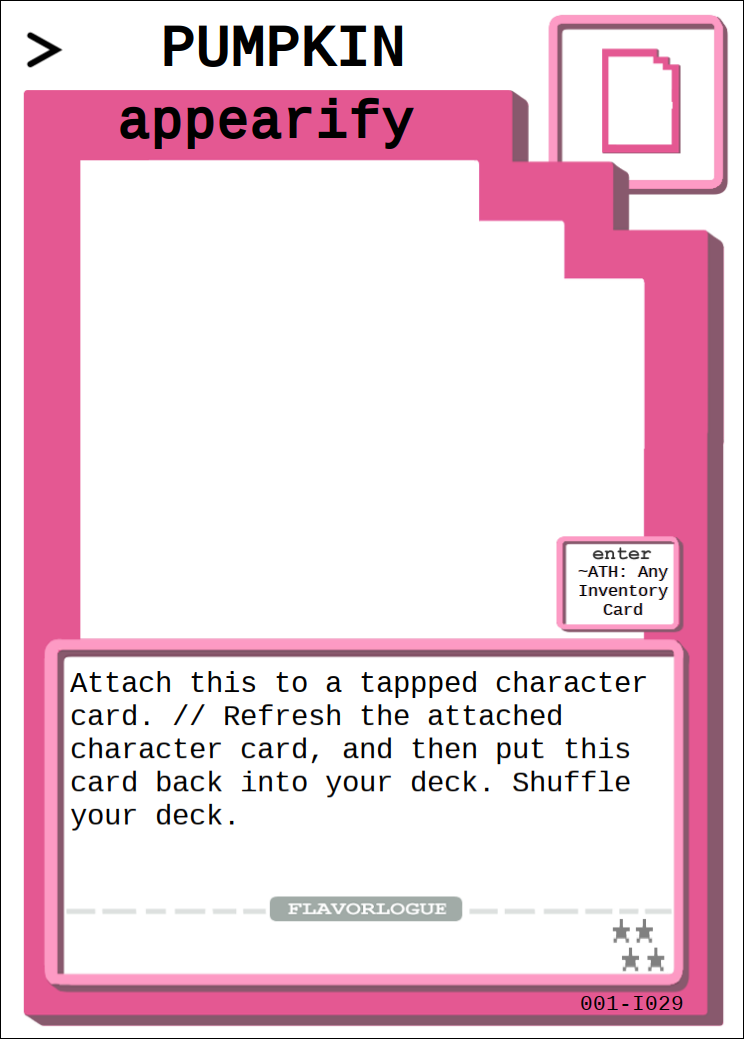 > PUMPKIN
appearify
enter
~ATH: Any
Inventory
Card
Attach this to a tappped character
card. // Refresh the attached
character card, and then put this
card back into your deck. Shuffle
your deck.
FLAVORLOGUE
001-I029